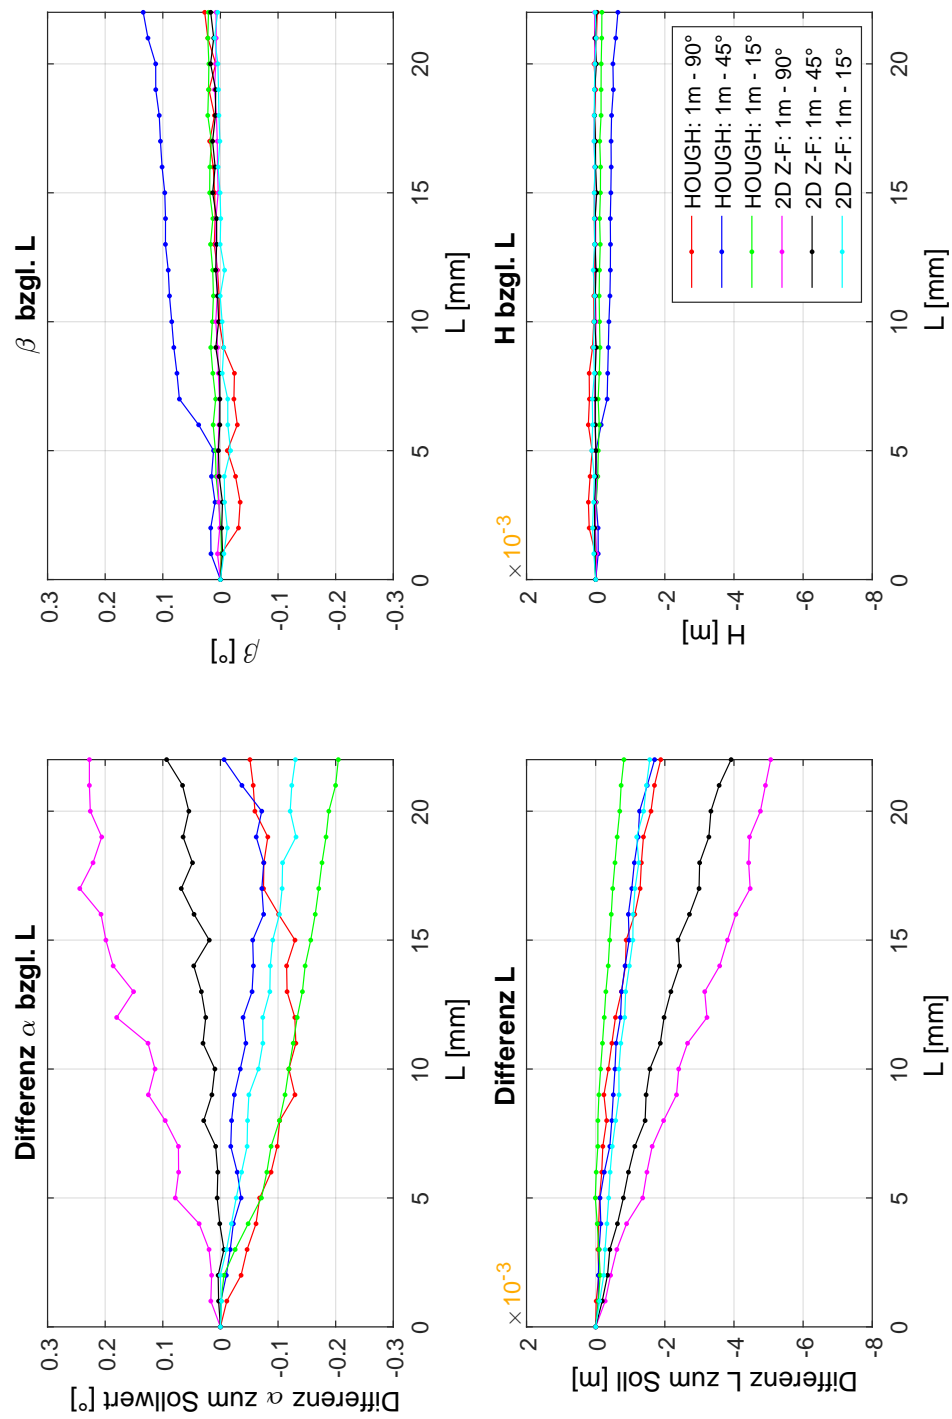 Differenz α bzgl. L
0.3
0.2
0.1
0
-0.1
-0.2
-0.3
Differenz α zum Sollwert [°]
0 5 10 15 20
L [mm]
β bzgl. L
0.3
0.2
0.1
0
-0.1
-0.2
-0.3
β [°]
0 5 10 15 20
L [mm]
Differenz L
× 10-3
2
0
-2
-4
-6
-8
Differenz L zum Soll [m]
0 5 10 15 20
L [mm]
H bzgl. L
× 10-3
2
0
-2
-4
-6
-8
H [m]
0 5 10 15 20
L [mm]
HOUGH: 1m - 90°
HOUGH: 1m - 45°
HOUGH: 1m - 15°
2D Z-F: 1m - 90°
2D Z-F: 1m - 45°
2D Z-F: 1m - 15°